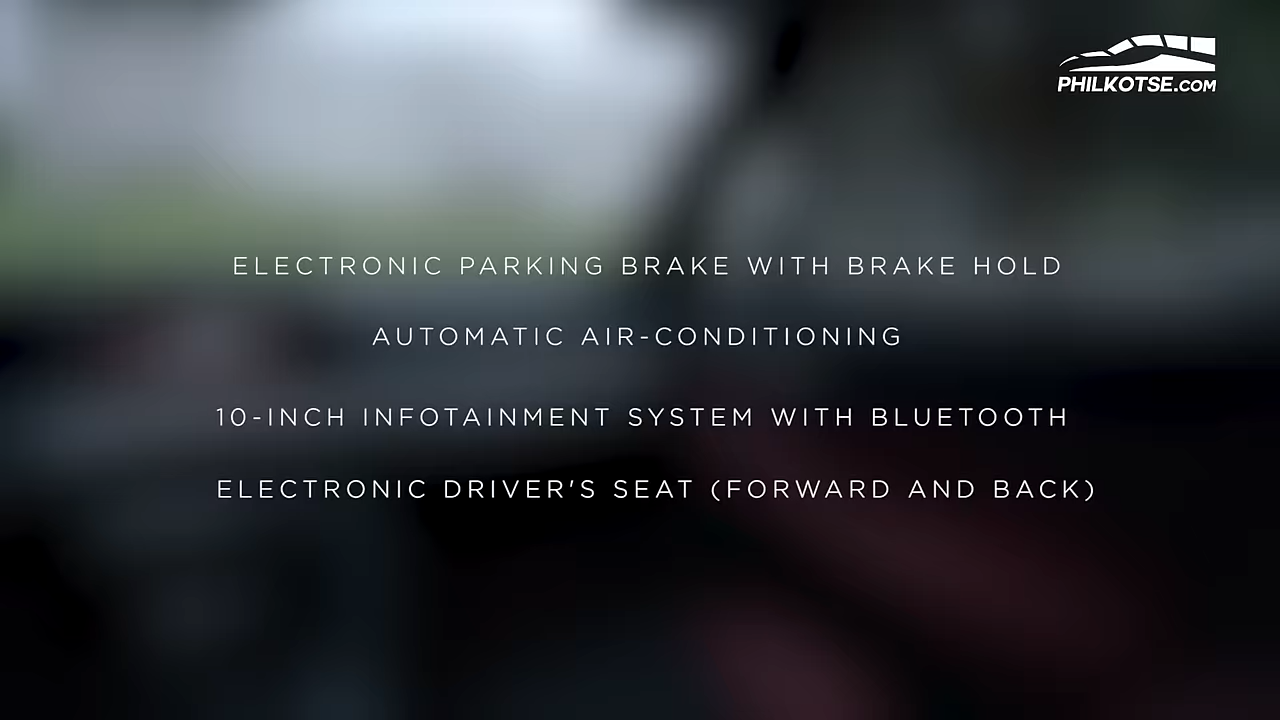 PHILKOTSE.COM
ELECTRONIC PARKING BRAKE WITH BRAKE HOLD
AUTOMATIC AIR-CONDITIONING
10-INCH INFOTAINMENT SYSTEM WITH BLUETOOTH
ELECTRONIC DRIVER'S SEAT (FORWARD AND BACK)